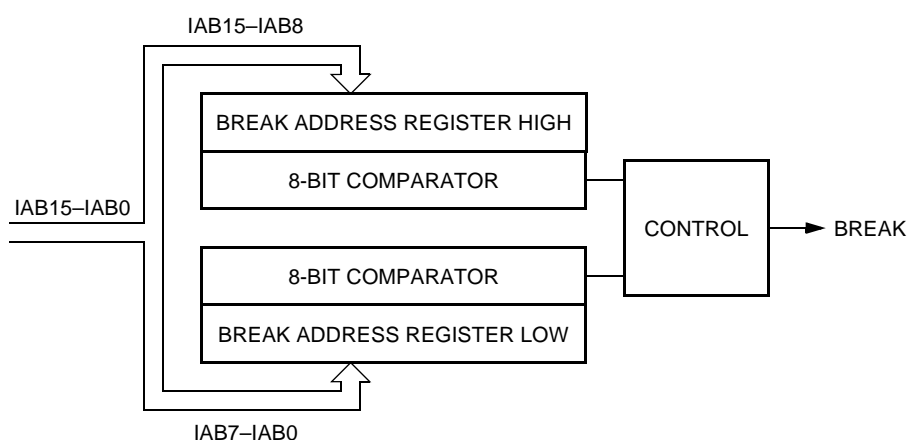 IAB15–IAB8
BREAK ADDRESS REGISTER HIGH
8-BIT COMPARATOR
IAB15–IAB0
CONTROL
BREAK
8-BIT COMPARATOR
BREAK ADDRESS REGISTER LOW
IAB7–IAB0